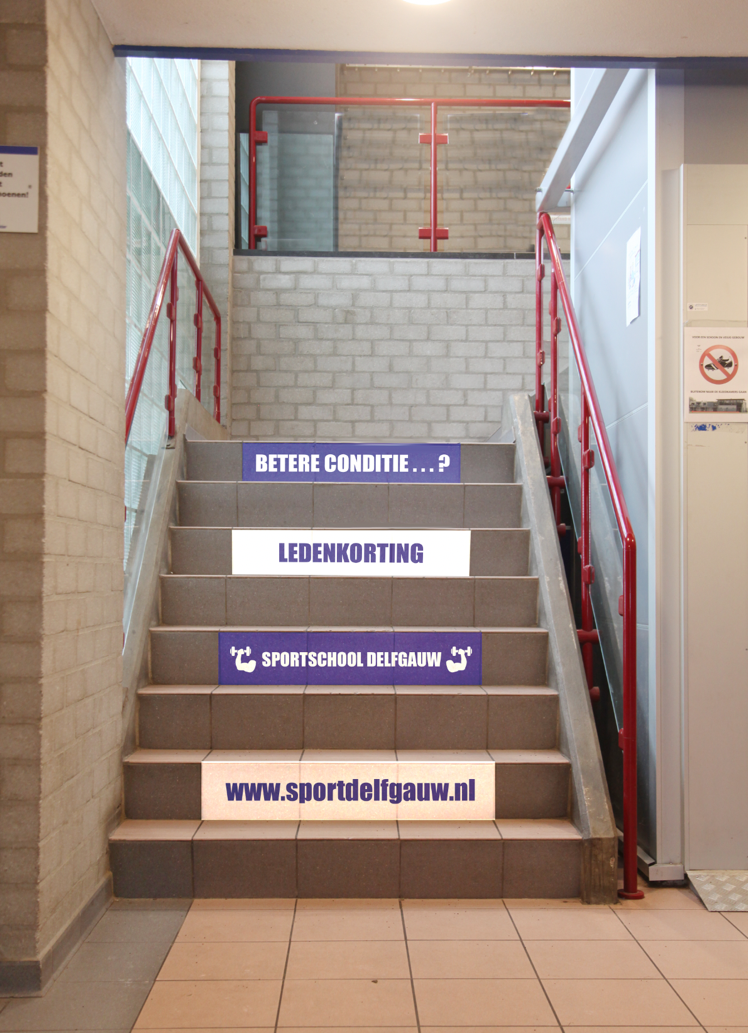 BETERE CONDITIE . . . ?
LEDENKORTING
SPORTSCHOOL DELFGAUW
www.sportdelfgauw.nl